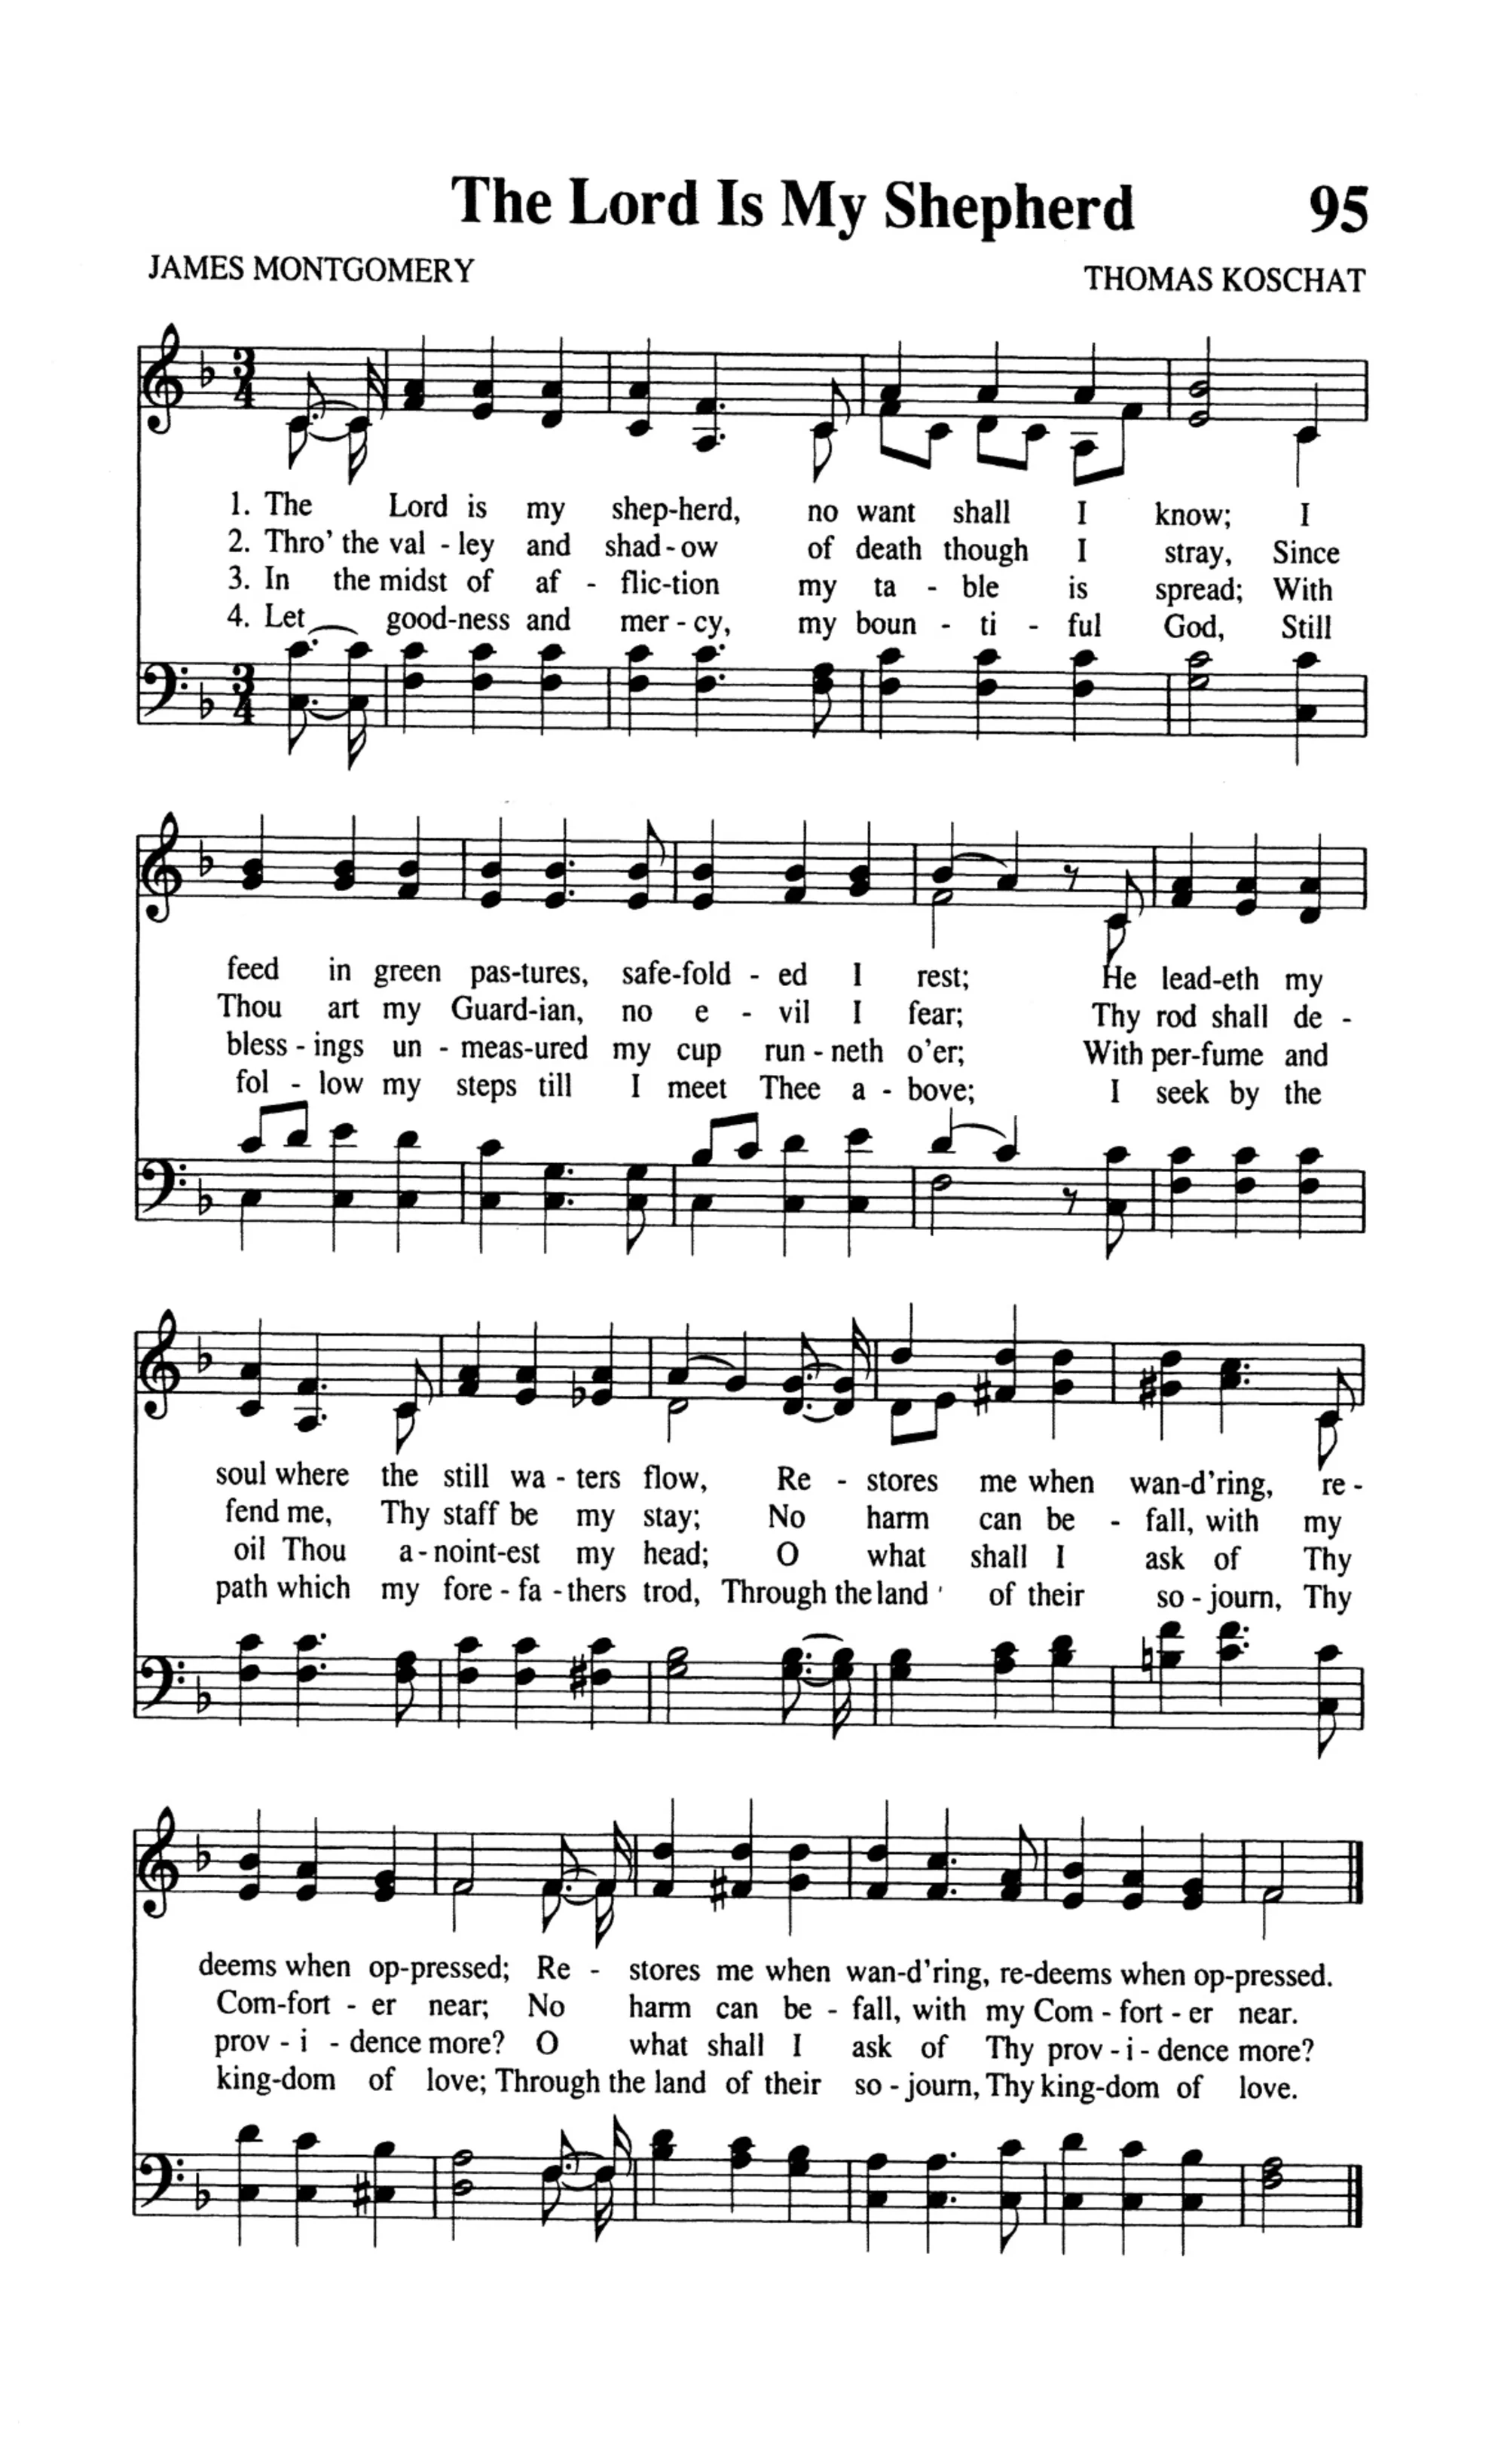 The Lord Is My Shepherd 95
JAMES MONTGOMERY THOMAS KOSCHAT
1. The Lord is my shep-herd, no want shall I know; I
2. Thro' the val - ley and shad - ow of death though I stray, Since
3. In the midst of af - flic-tion my ta - ble is spread; With
4. Let good-ness and mer - cy, my boun - ti - ful God, Still
feed in green pas-tures, safe-fold - ed I rest; He lead-eth my
Thou art my Guard-ian, no e - vil I fear; Thy rod shall de -
bless - ings un - meas-ured my cup run - neth o'er; With per-fume and
fol - low my steps till I meet Thee a - bove; I seek by the
soul where the still wa - ters flow, Re - stores me when wan-d'ring, re -
fend me, Thy staff be my stay; No harm can be - fall, with my
oil Thou a - noint-est my head; O what shall I ask of Thy
path which my fore - fa - thers trod, Through the land of their so - journ, Thy
deems when op-pressed; Re - stores me when wan-d'ring, re-deems when op-pressed.
Com-fort - er near; No harm can be - fall, with my Com - fort - er near.
prov - i - dence more? O what shall I ask of Thy prov - i - dence more?
king-dom of love; Through the land of their so - journ, Thy king-dom of love.